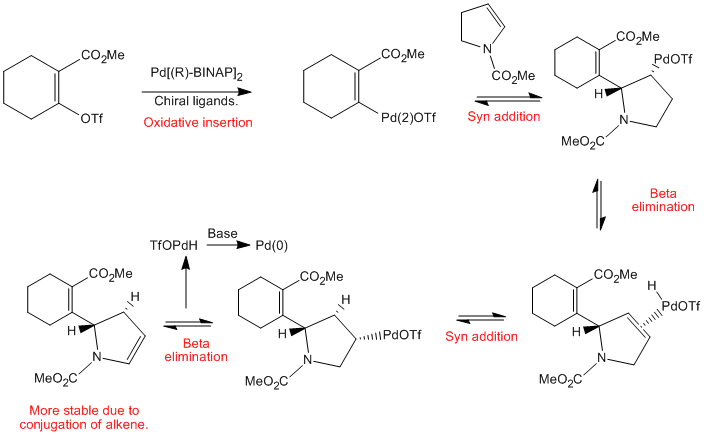 CO₂Me
OTf
Pd[(R)-BINAP]₂
Chiral ligands.
Oxidative insertion
CO₂Me
Pd(2)OTf
N
CO₂Me
Syn addition
CO₂Me
PdOTf
H
N
MeO₂C
Beta
elimination
H
CO₂Me
PdOTf
H
N
MeO₂C
Syn addition
CO₂Me
H
PdOTf
H
N
MeO₂C
Beta
elimination
TfOPdH
Base
Pd(0)
CO₂Me
H
H
N
MeO₂C
More stable due to
conjugation of alkene.